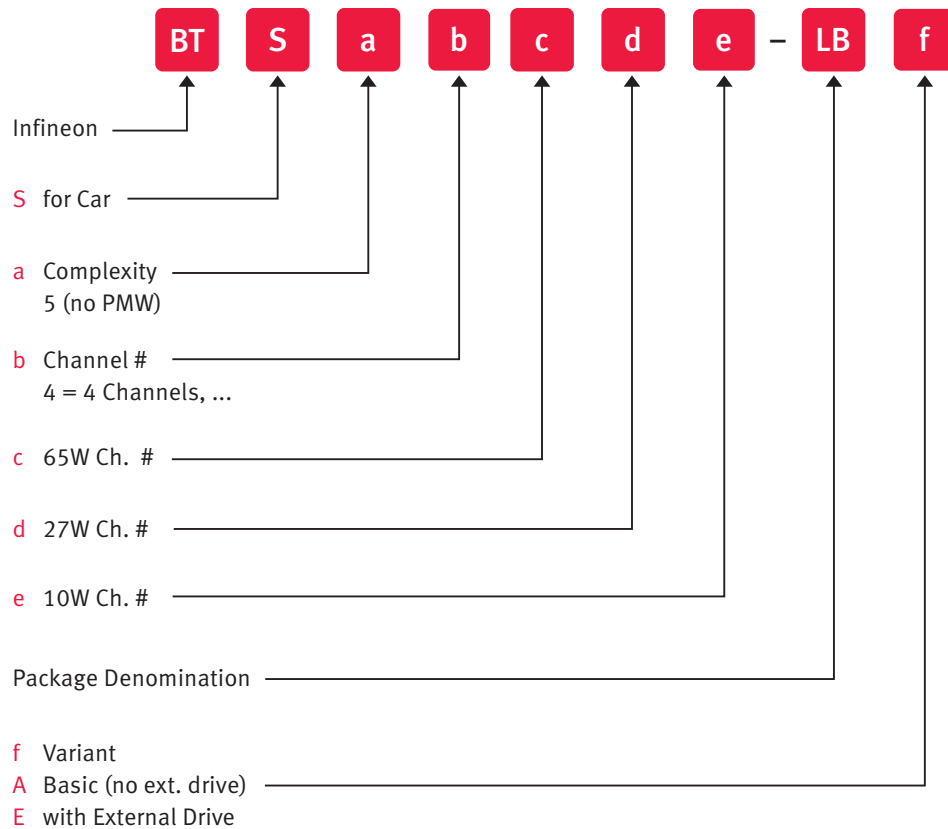 BT S a b c d e – LB f
Infineon
S for Car
a Complexity
5 (no PMW)
b Channel #
4 = 4 Channels, ...
c 65W Ch. #
d 27W Ch. #
e 10W Ch. #
Package Denomination
f Variant
A Basic (no ext. drive)
E with External Drive